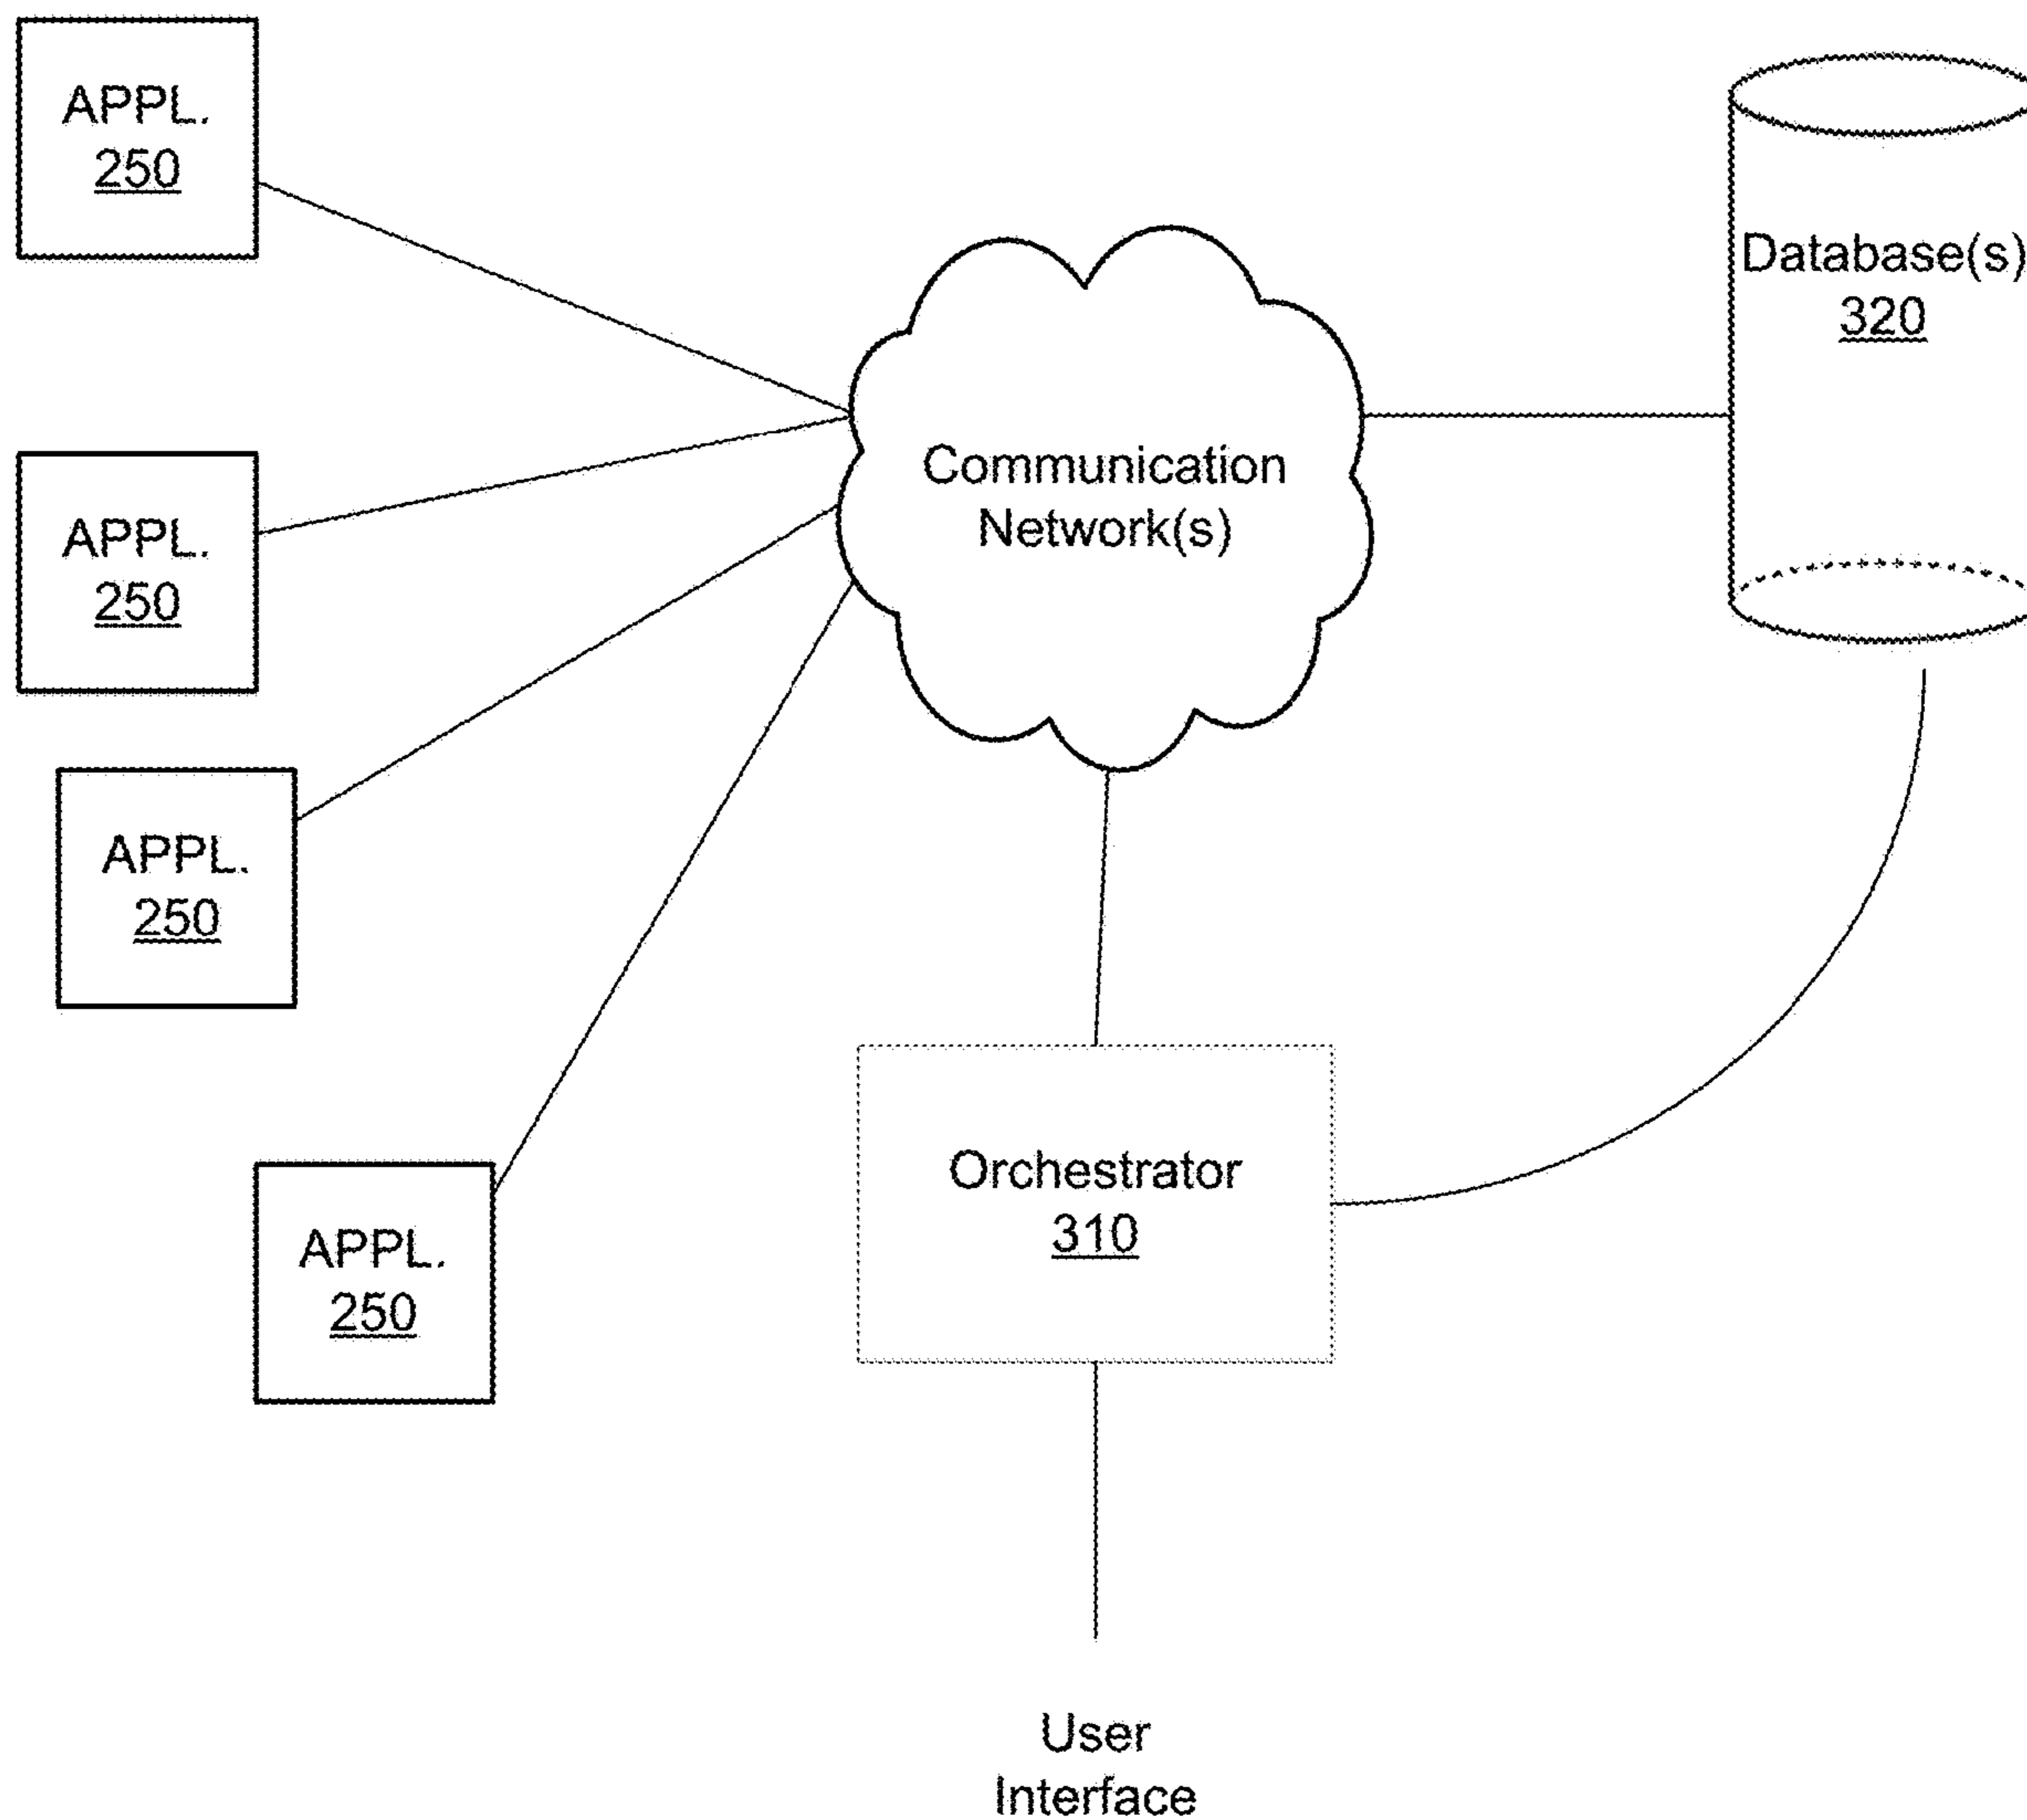 APPL.
250
Database(s)
320
Communication
Network(s)
APPL.
250
APPL.
250
Orchestrator
310
APPL.
250
User
Interface